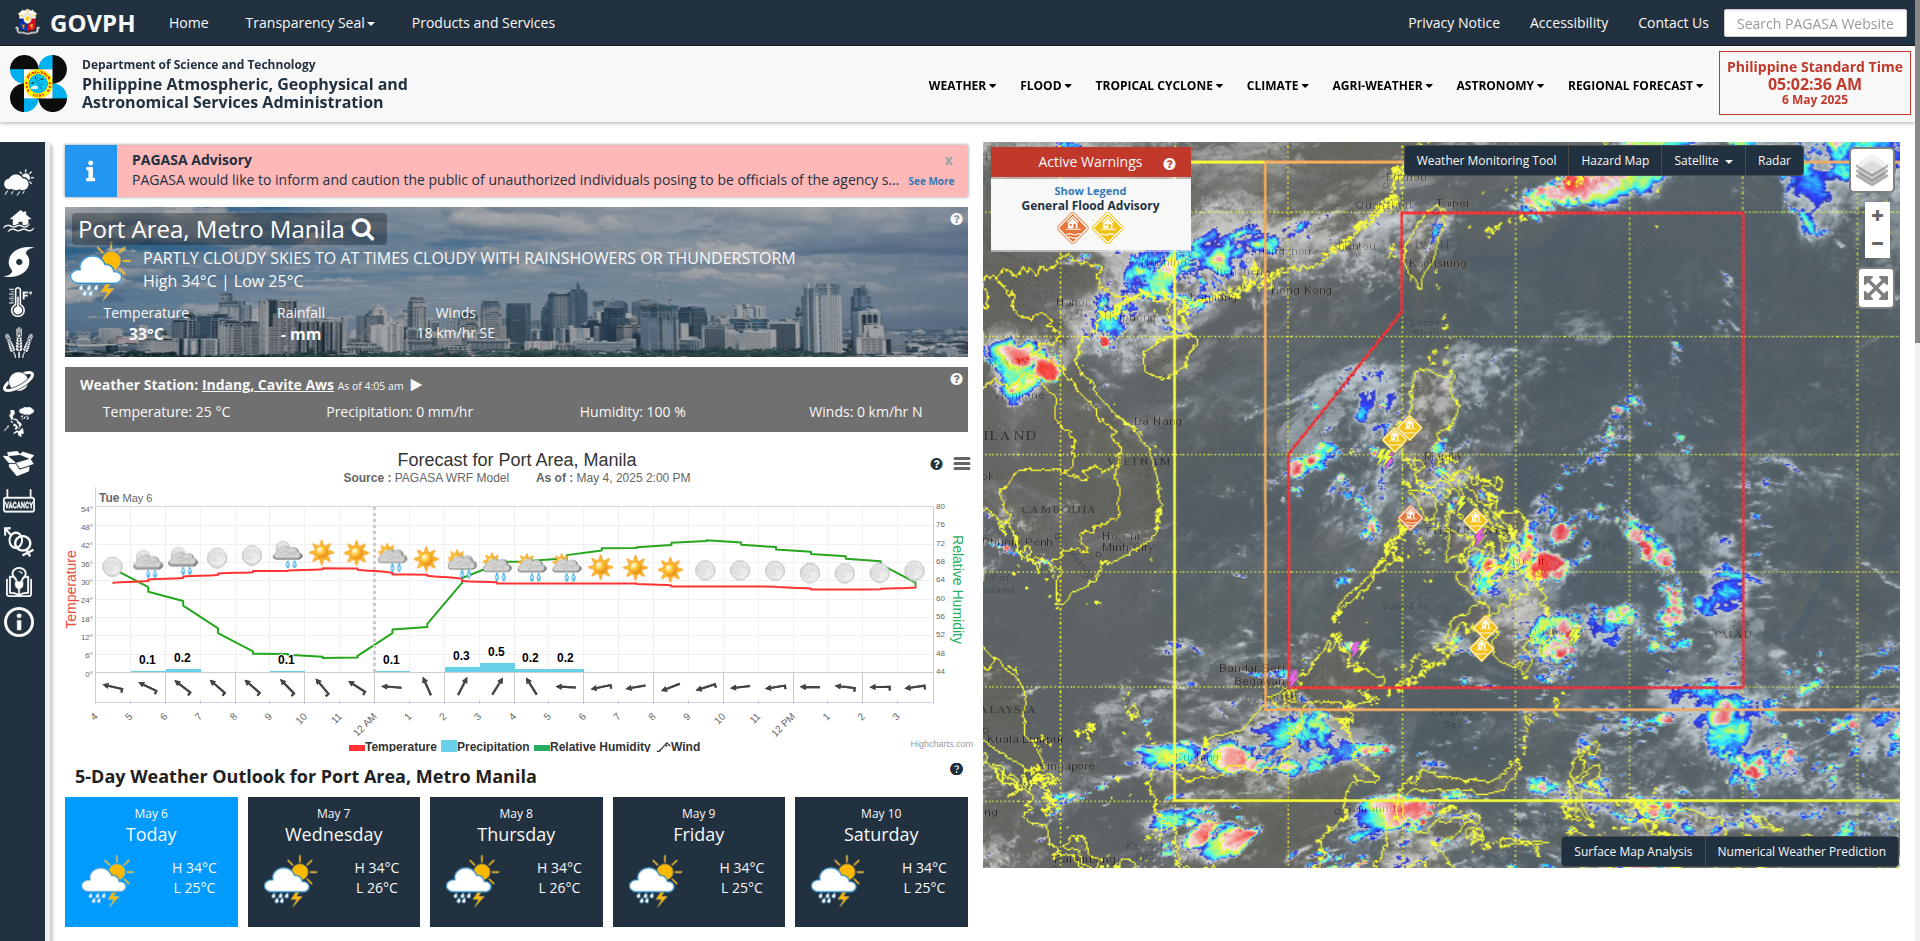 GOVPH
Home
Transparency Seal
Products and Services
Privacy Notice
Accessibility
Contact Us
Search PAGASA Website
Department of Science and Technology
Philippine Atmospheric, Geophysical and
Astronomical Services Administration
WEATHER
FLOOD
TROPICAL CYCLONE
CLIMATE
AGRI-WEATHER
ASTRONOMY
REGIONAL FORECAST
Philippine Standard Time
05:02:36 AM
6 May 2025
VACANCY
PAGASA Advisory
x
PAGASA would like to inform and caution the public of unauthorized individuals posing to be officials of the agency s... See More
Port Area, Metro Manila
PARTLY CLOUDY SKIES TO AT TIMES CLOUDY WITH RAINSHOWERS OR THUNDERSTORM
High 34°C | Low 25°C
Temperature
33°C
Rainfall
- mm
Winds
18 km/hr SE
Weather Station: Indang, Cavite Aws As of 4:05 am
Temperature: 25 °C
Precipitation: 0 mm/hr
Humidity: 100 %
Winds: 0 km/hr N
Forecast for Port Area, Manila
Source : PAGASA WRF Model As of : May 4, 2025 2:00 PM
Tue May 6
Temperature
54°
48°
42°
36°
30°
24°
18°
12°
6°
0°
0.1
0.2
0.1
0.1
0.3
0.5
0.2
0.2
80
76
72
68
64
60
56
52
48
44
Relative Humidity
4
5
6
7
8
9
10
11
12 AM
1
2
3
4
5
6
7
8
9
10
11
12 PM
1
2
3
Temperature
Precipitation
Relative Humidity
Wind
Highcharts.com
5-Day Weather Outlook for Port Area, Metro Manila
May 6
Today
H 34°C
L 25°C
May 7
Wednesday
H 34°C
L 26°C
May 8
Thursday
H 34°C
L 26°C
May 9
Friday
H 34°C
L 25°C
May 10
Saturday
H 34°C
L 25°C
Active Warnings
Show Legend
General Flood Advisory
Weather Monitoring Tool
Hazard Map
Satellite
Radar
+
−
Taipei
Kaohsiung
Hong Kong
Hanoi
Vientiane
Da Nang
VIETNAM
CAMBODIA
Ho Chi
Minh City
Manila
Sulu Sea
PALAU
Bandar Seri
Begawan
Kuala Lumpur
Singapore
Samarinda
Surface Map Analysis
Numerical Weather Prediction